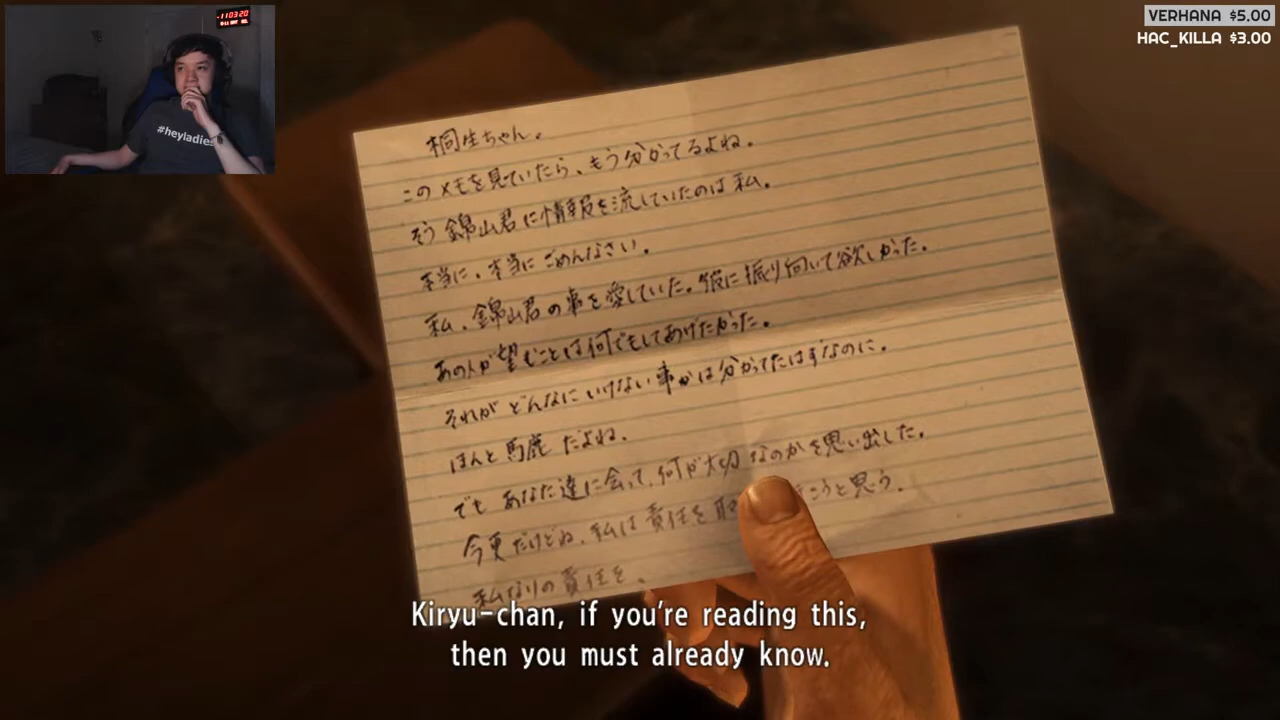 -1103:20
VERHANA $5.00
HAC_KILLA $3.00
#heyladies
桐生ちゃん。
このメモを見ていたら、もう分かってるよね。
そう 錦山君に情報を流していたのは 私。
本当に、本当に ごめんなさい。
私、錦山君の事を愛していた。彼に振り向いて欲しかった。
あの人が望むことは何でもしてあげたかった。
それが どんなに いけない事かは分かってたはずなのに。
ほんと馬鹿 だよね。
でも あなた達に会って、何が大切なのかを思い出した。
今更だけどね、私は 責任を取 行こうと思う。
私なりの責任を、
Kiryu-chan, if you're reading this,
then you must already know.